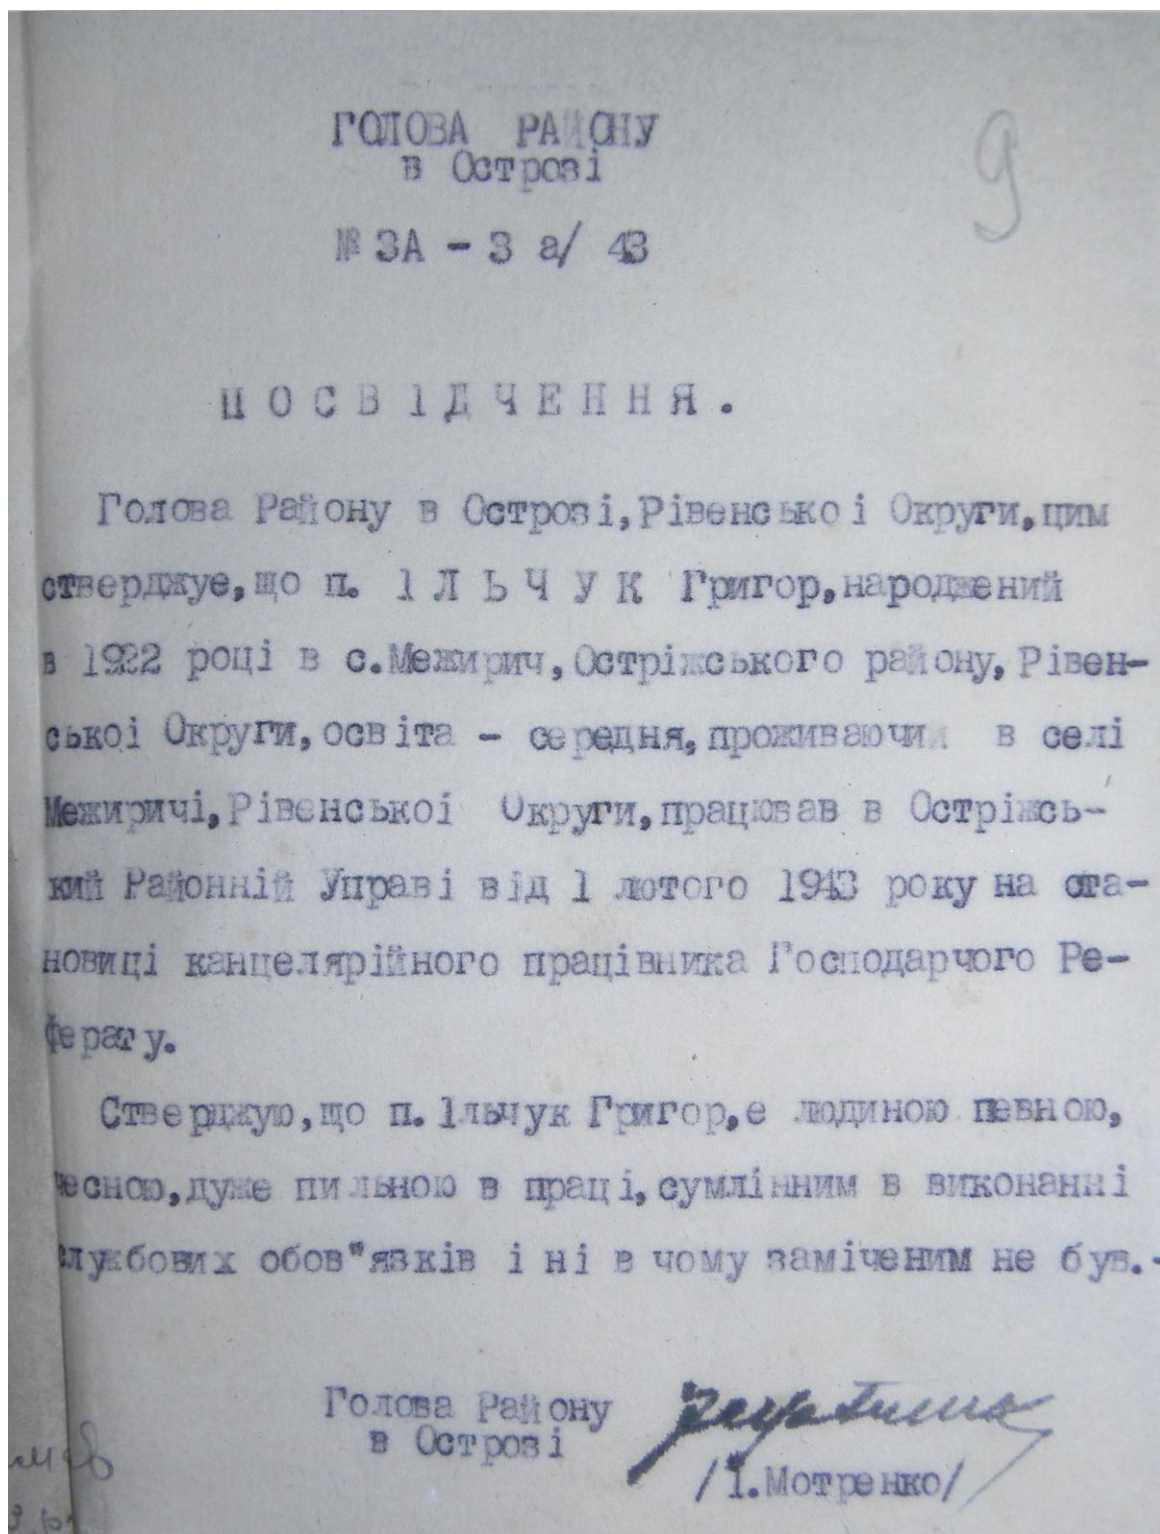 ГОЛОВА РАЙОНУ
в Острозі
9
№ ЗА - 3 а/ 43
ПОСВІДЧЕННЯ.
Голова Району в Острозі, Рівенської Округи, цим
стверджує, що п. ІЛЬЧУК Григор, народжений
в 1922 році в с. Межирич, Острізького району, Рівен-
ської Округи, освіта - середня, проживаючий в селі
Межиричі, Рівенської Округи, працював в Остріжсь-
кий Районній Управі від 1 лютого 1943 року на ста-
новиці канцелярійного працівника Господарчого Ре-
ферату.
Стверджую, що п. Ільчук Григор, є людиною певною,
чесною, дуже пильною в праці, сумлінним в виконанні
службових обов"язків і ні в чому заміченим не був.-
Голова Району
в Острозі
/І. Мотренко/